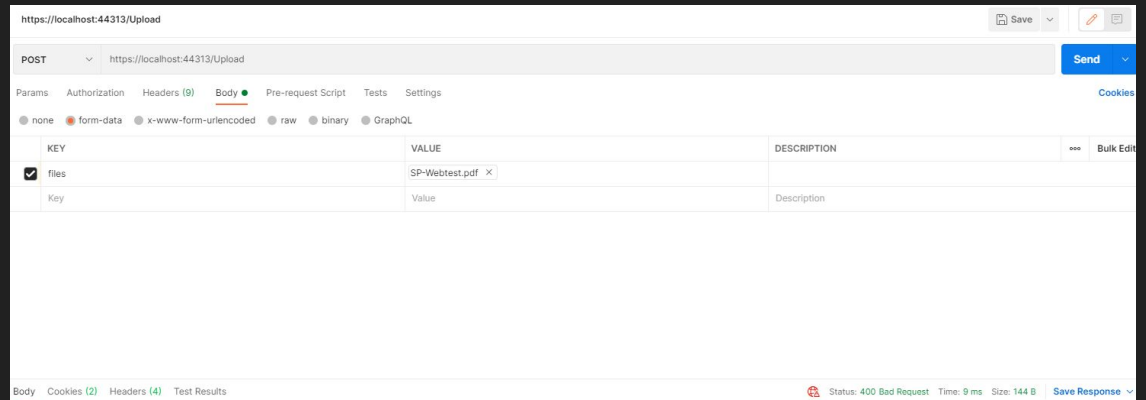 https://localhost:44313/Upload
Save
POST https://localhost:44313/Upload Send
Params Authorization Headers (9) Body Pre-request Script Tests Settings Cookies
none form-data x-www-form-urlencoded raw binary GraphQL
KEY VALUE DESCRIPTION Bulk Edit
files SP-Webtest.pdf
Key Value Description
Body Cookies (2) Headers (4) Test Results Status: 400 Bad Request Time: 9 ms Size: 144 B Save Response